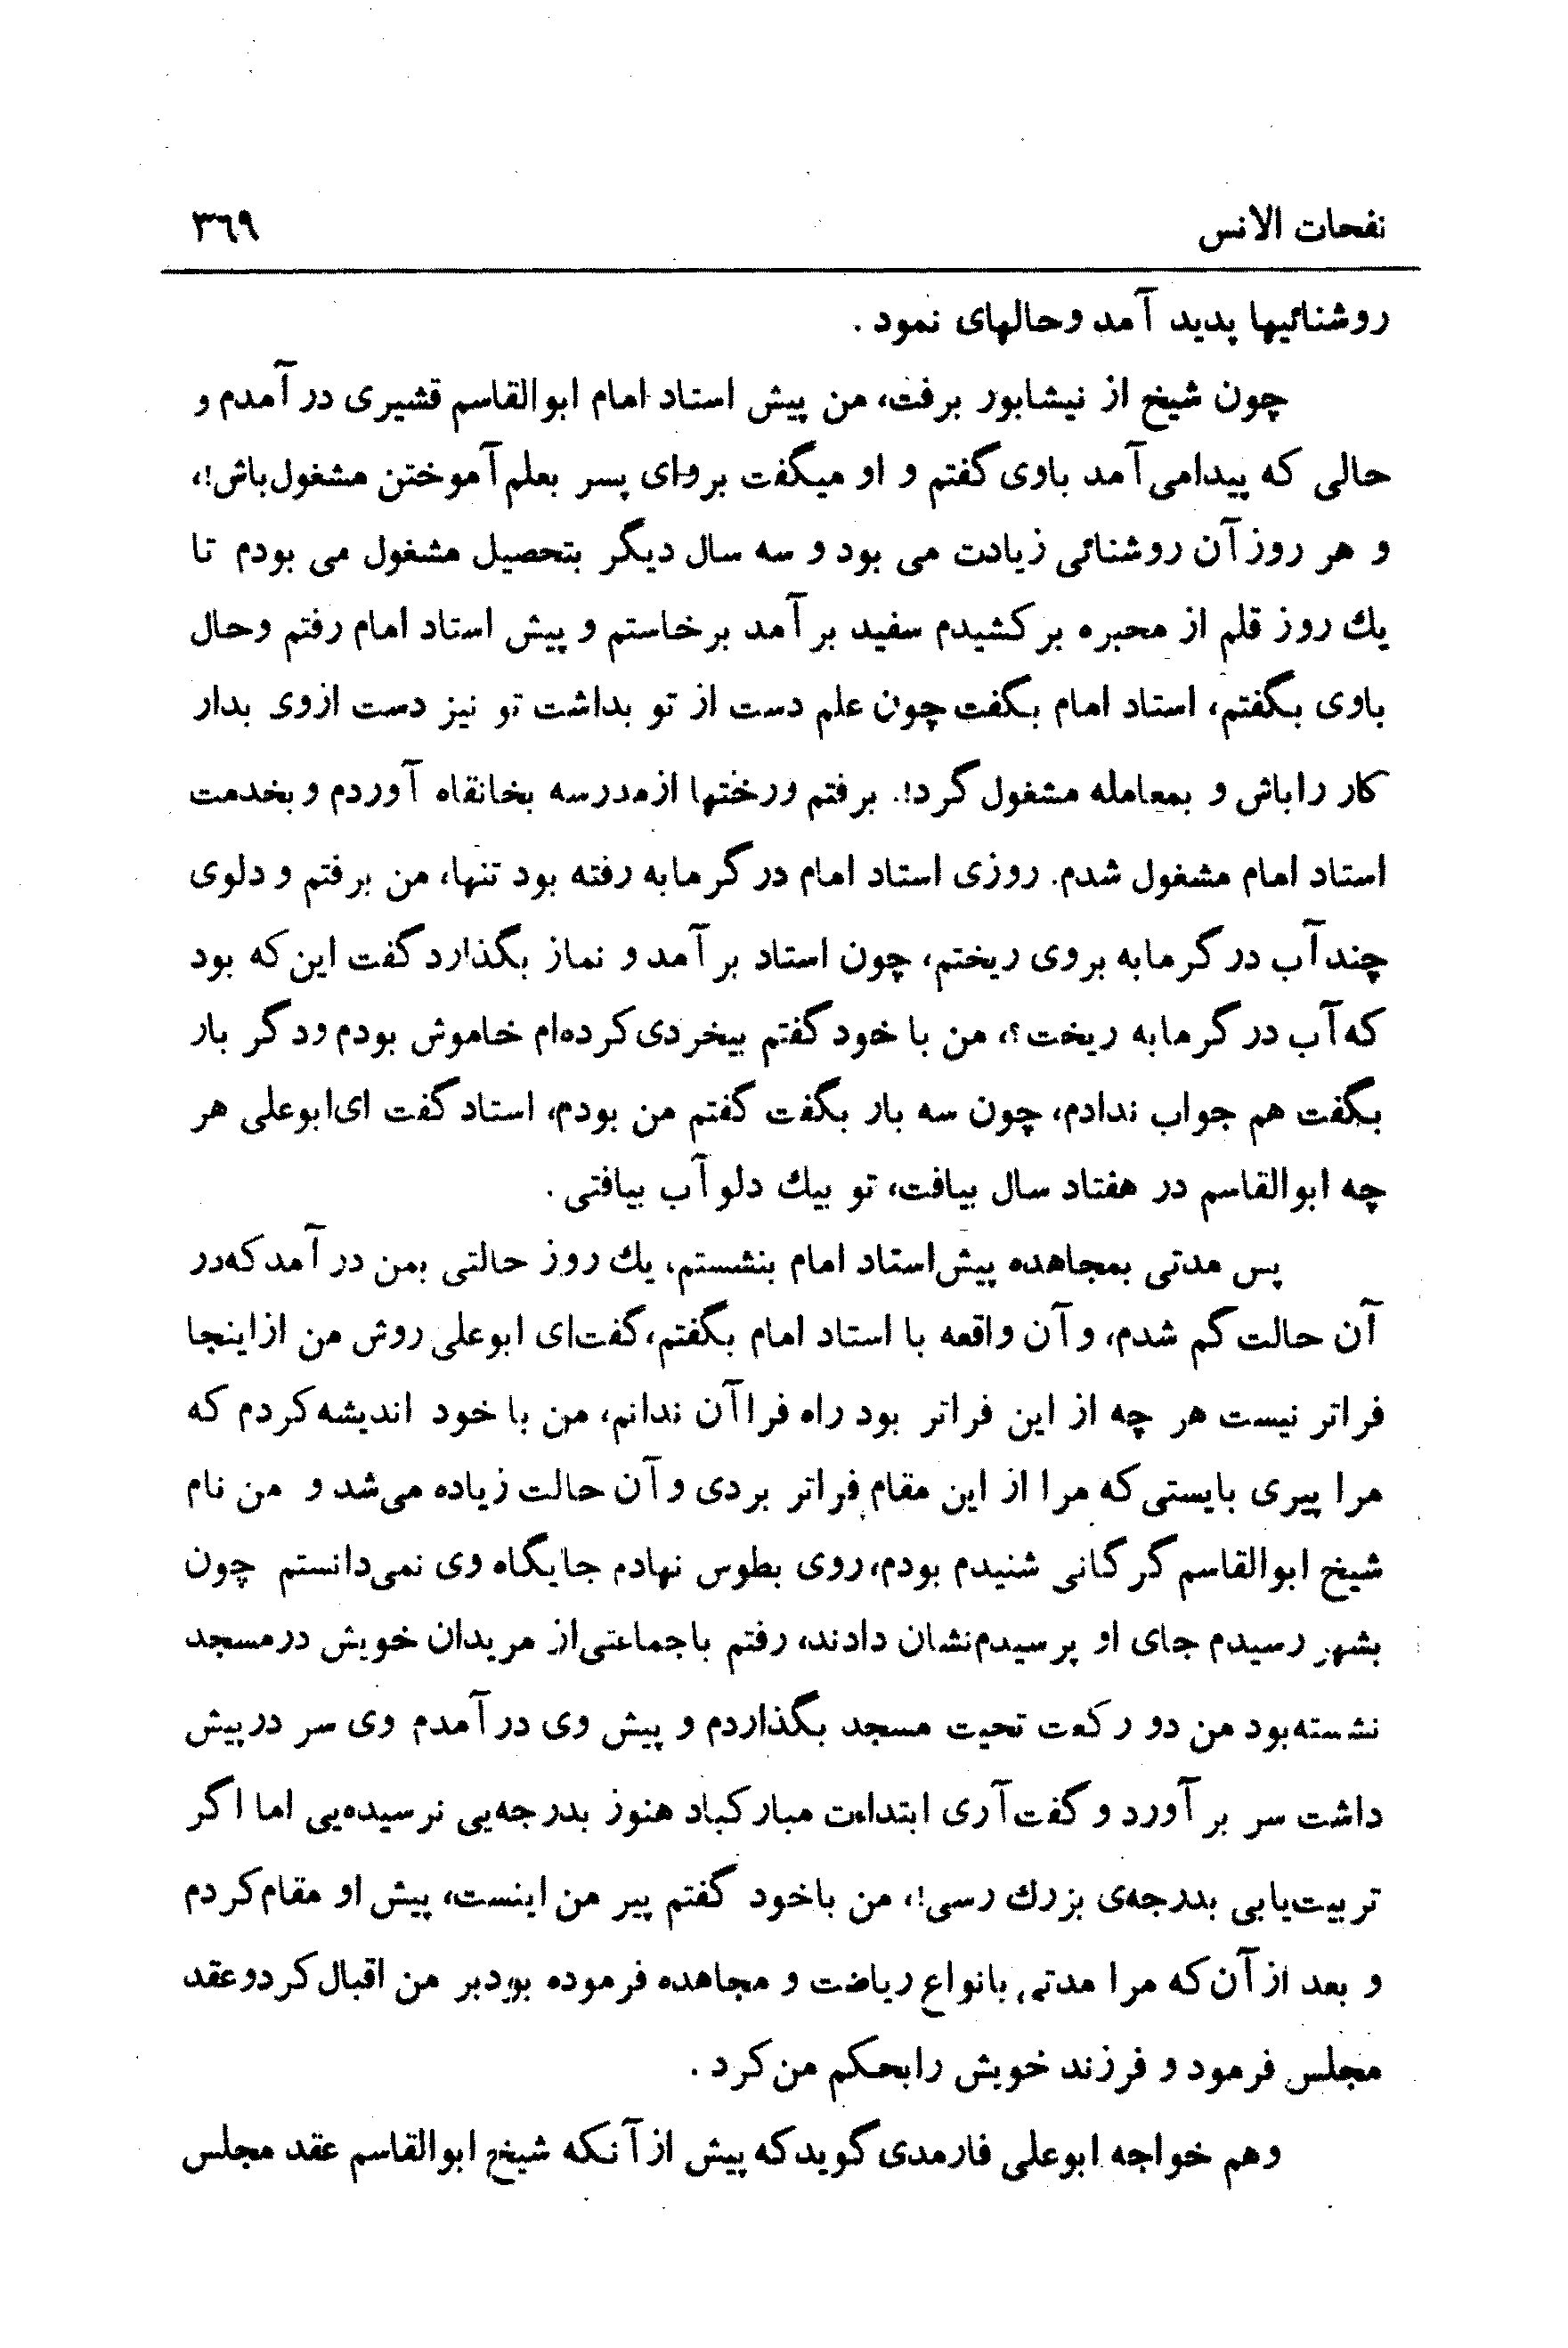 نفحات الانس ٣٦٩
روشنائیها پدید آمد وحالهای نمود .
چون شیخ از نیشابور برفت، من پیش استاد امام ابوالقاسم قشیری در آمدم و
حالی که پیدامی آمد باوی گفتم و او میگفت برو ای پسر بعلم آموختن مشغول باش!،
و هر روز آن روشنائی زیادت می بود و سه سال دیگر بتحصیل مشغول می بودم تا
یك روز قلم از محبره بر کشیدم سفید بر آمد برخاستم و پیش استاد امام رفتم وحال
باوی بگفتم، استاد امام بگفت چون علم دست از تو بداشت تو نیز دست ازوی بدار
کار راباش و بمعامله مشغول گرد!. برفتم ورختها ازمدرسه بخانقاه آوردم وبخدمت
استاد امام مشغول شدم. روزی استاد امام در گرمابه رفته بود تنها، من برفتم و دلوی
چند آب در گرمابه بروی ریختم، چون استاد بر آمد و نماز بگذارد گفت این که بود
که آب در گرمابه ریخت؟، من با خود گفتم بیخردی کرده‌ام خاموش بودم ودگر بار
بگفت هم جواب ندادم، چون سه بار بگفت گفتم من بودم، استاد گفت ای ابوعلی هر
چه ابوالقاسم در هفتاد سال بیافت، تو بیك دلو آب بیافتی .
پس مدتی بمجاهده پیش استاد امام بنشستم، یك روز حالتی بمن در آمد که در
آن حالت گم شدم، و آن واقعه با استاد امام بگفتم، گفت ای ابوعلی روش من ازاینجا
فراتر نیست هر چه از این فراتر بود راه فرا آن ندانم، من با خود اندیشه کردم که
مرا پیری بایستی که مرا از این مقام فراتر بردی و آن حالت زیاده می‌شد و من نام
شیخ ابوالقاسم گرگانی شنیدم بودم، روی بطوس نهادم جایگاه وی نمی‌دانستم چون
بشهر رسیدم جای او پرسیدم نشان دادند، رفتم باجماعتی از مریدان خویش درمسجد
نشسته بود من دو رکعت تحیت مسجد بگذاردم و پیش وی در آمدم وی سر درپیش
داشت سر بر آورد و گفت آری ابتداءت مبارکباد هنوز بدرجه‌یی نرسیده‌یی اما اگر
تربیت یابی بدرجه‌ی بزرك رسی!، من باخود گفتم پیر من اینست، پیش او مقام کردم
و بعد از آن که مرا مدتی بانواع ریاضت و مجاهده فرموده بودبر من اقبال کردوعقد
مجلس فرمود و فرزند خویش رابحکم من کرد .
وهم خواجه ابوعلی فارمدی گوید که پیش از آنکه شیخ ابوالقاسم عقد مجلس